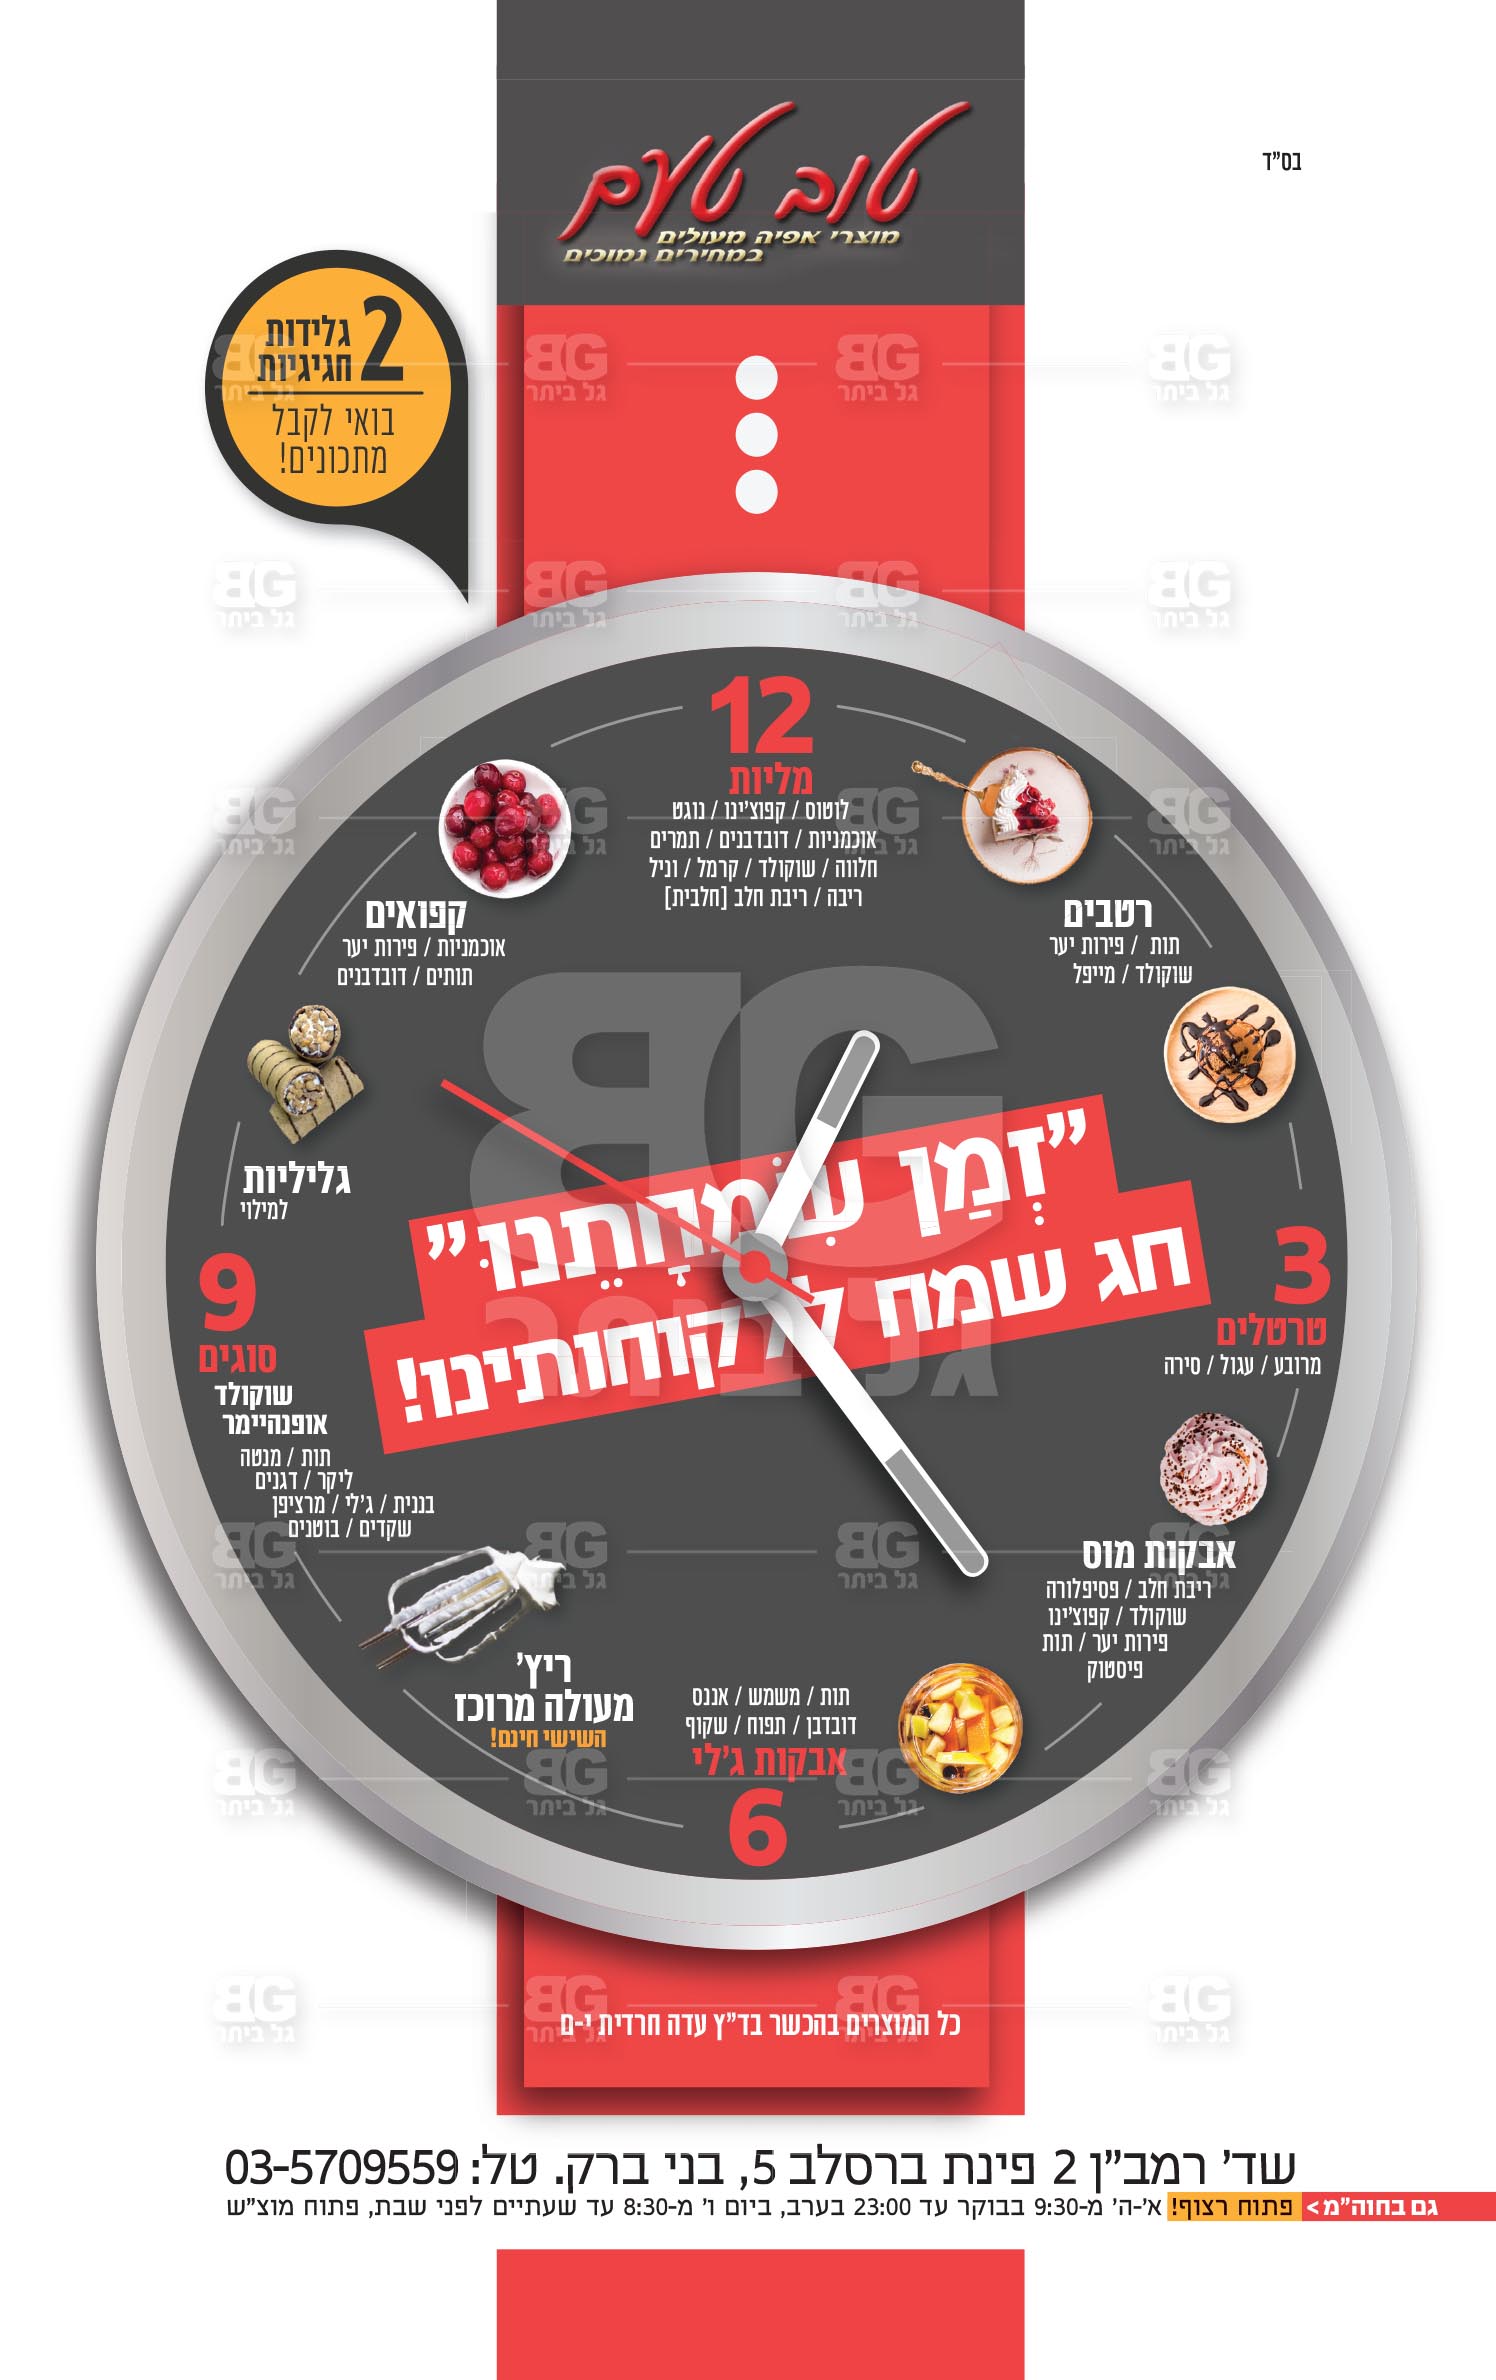 בס"ד
טוב טעם
מוצרי אפיה מעולים
במחירים נמוכים
2 גלידות
חגיגיות
בואי לקבל
מתכונים!
12
מליות
לוטוס / קפוצ'ינו / נוגט
אוכמניות / דובדבנים / תמרים
חלווה / שוקולד / קרמל / וניל
ריבה / ריבת חלב [חלבית]
רטבים
תות / פירות יער
שוקולד / מייפל
3
טרטלים
מרובע / עגול / סירה
אבקות מוס
ריבת חלב / פסיפלורה
שוקולד / קפוצ'ינו
פירות יער / תות
פיסטוק
תות / משמש / אננס
דובדבן / תפוח / שקוף
אבקות ג'לי
6
ריץ'
מעולה מרוכז
השישי חינם!
9
סוגים
שוקולד
אופנהיימר
תות / מנטה
ליקר / דגנים
בננית / ג'לי / מרציפן
שקדים / בוטנים
גליליות
למילוי
קפואים
אוכמניות / פירות יער
תותים / דובדבנים
"זְמַן שִׂמְחָתֵנוּ"
חג שמח ללקוחותינו!
BG
גל ביתר
כל המוצרים בהכשר בד"ץ עדה חרדית י-ם
שד' רמב"ן 2 פינת ברסלב 5, בני ברק. טל: 03-5709559
גם בחוה"מ > פתוח רצוף! א'-ה' מ-9:30 בבוקר עד 23:00 בערב, ביום ו' מ-8:30 עד שעתיים לפני שבת, פתוח מוצ"ש